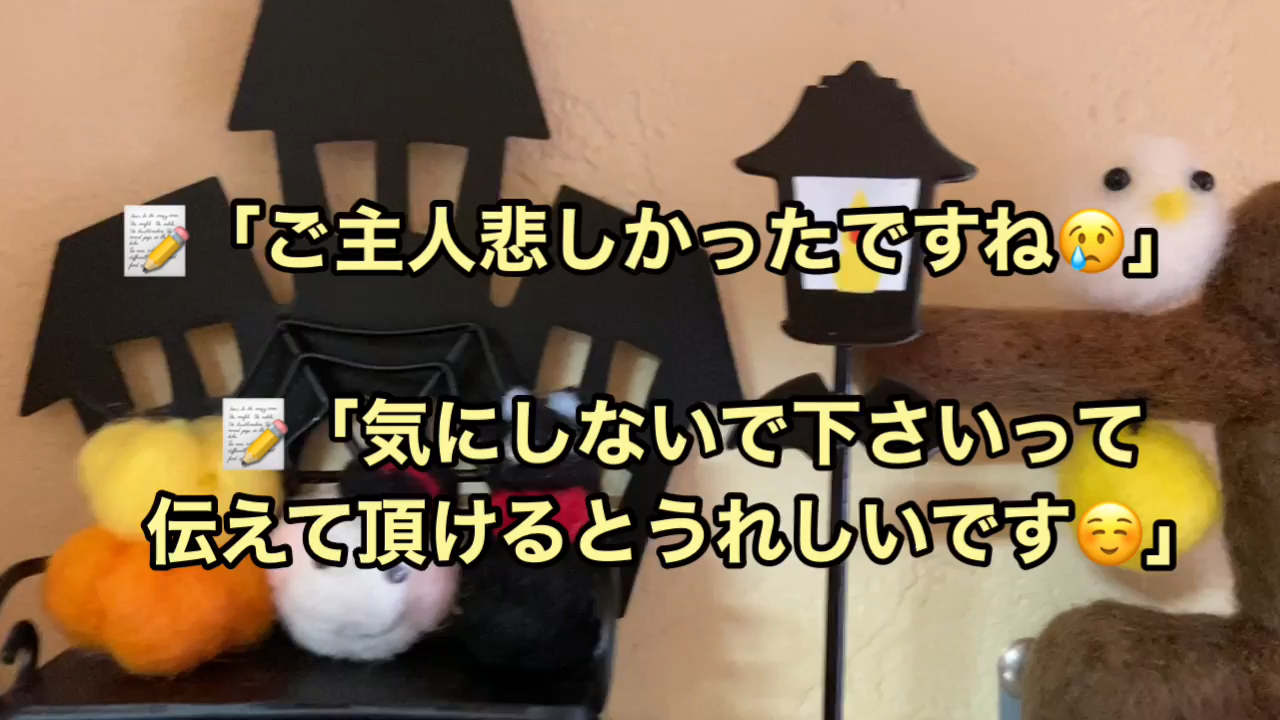 📝「ご主人悲しかったですね😢」
📝「気にしないで下さいって
伝えて頂けるとうれしいです☺️」